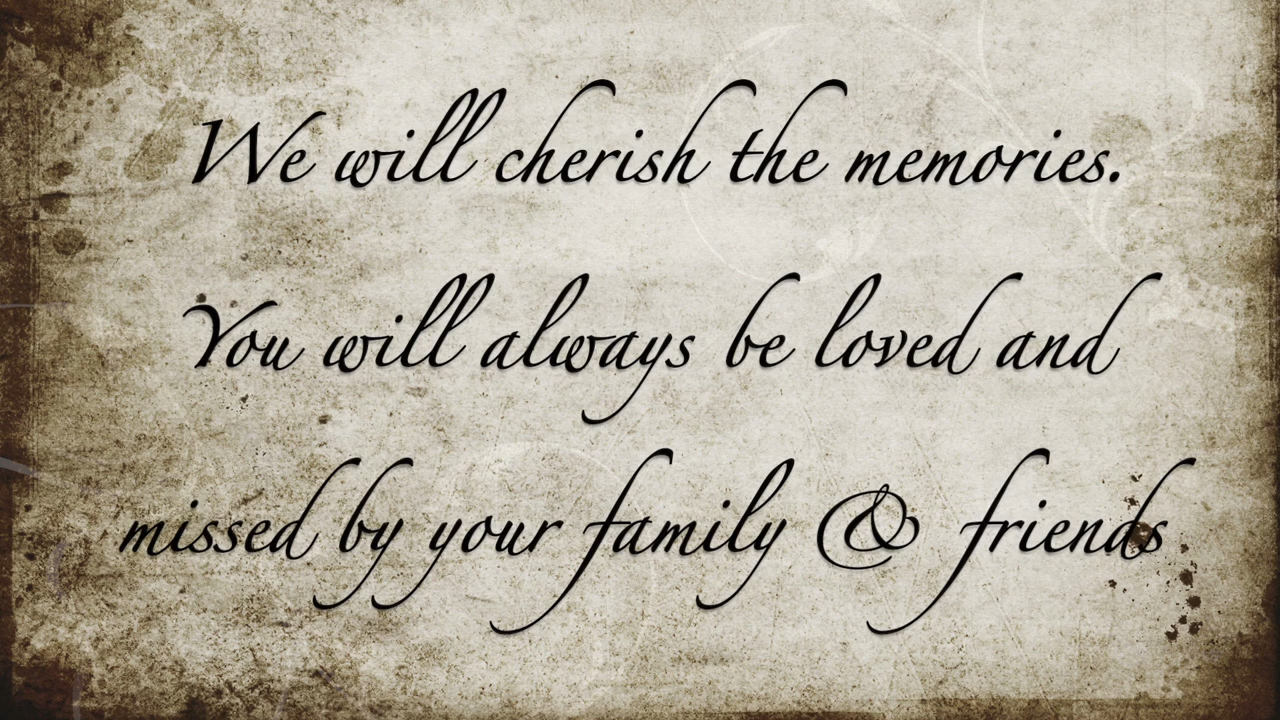 We will cherish the memories.
You will always be loved and
missed by your family & friends